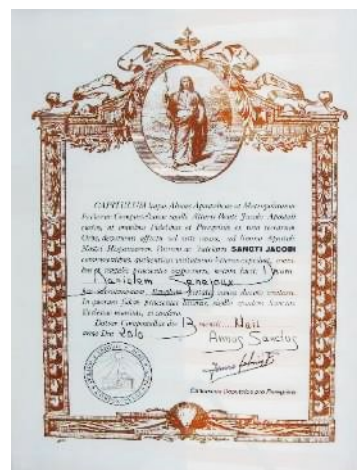 CAPITULUM hujus Almae Apostolicae et Metropolitanae
Ecclesiae Compostellanae sigilli Altaris Beati Jacobi Apostoli
custos, ut omnibus Fidelibus et Peregrinis ex toto terrarum
Orbe, devotionis affectu vel voti causa, ad limina Apostoli
Nostri Hispaniarum Patroni ac Tutelaris SANCTI JACOBI
convenientibus, authenticas visitationis litteras expediat, omni-
bus et singulis praesentes inspecturis, notum facit: Dnum
Danielem
hoc sacratissimum Templum pietatis causa devote visitasse.
In quorum fidem praesentes litteras, sigillo ejusdem Sanctae
Ecclesiae munitas, ei confero.
Datum Compostellae die 13 mensis Maii
anno Dni 2010 Annus Sanctus
Canonicus Deputatus pro Peregrinis